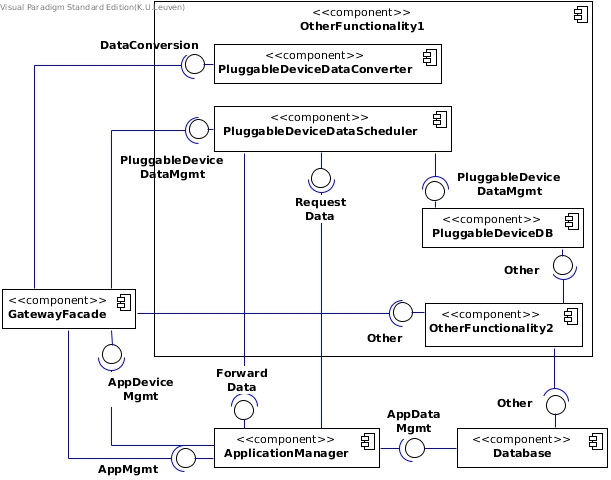 Visual Paradigm Standard Edition(K.U.Leuven)
<<component>>
OtherFunctionality1
DataConversion
<<component>>
PluggableDeviceDataConverter
<<component>>
PluggableDeviceDataScheduler
PluggableDevice
DataMgmt
Request
Data
PluggableDevice
DataMgmt
<<component>>
PluggableDeviceDB
Other
<<component>>
GatewayFacade
<<component>>
OtherFunctionality2
Other
AppDevice
Mgmt
Forward
Data
Other
AppData
Mgmt
<<component>>
ApplicationManager
<<component>>
Database
AppMgmt